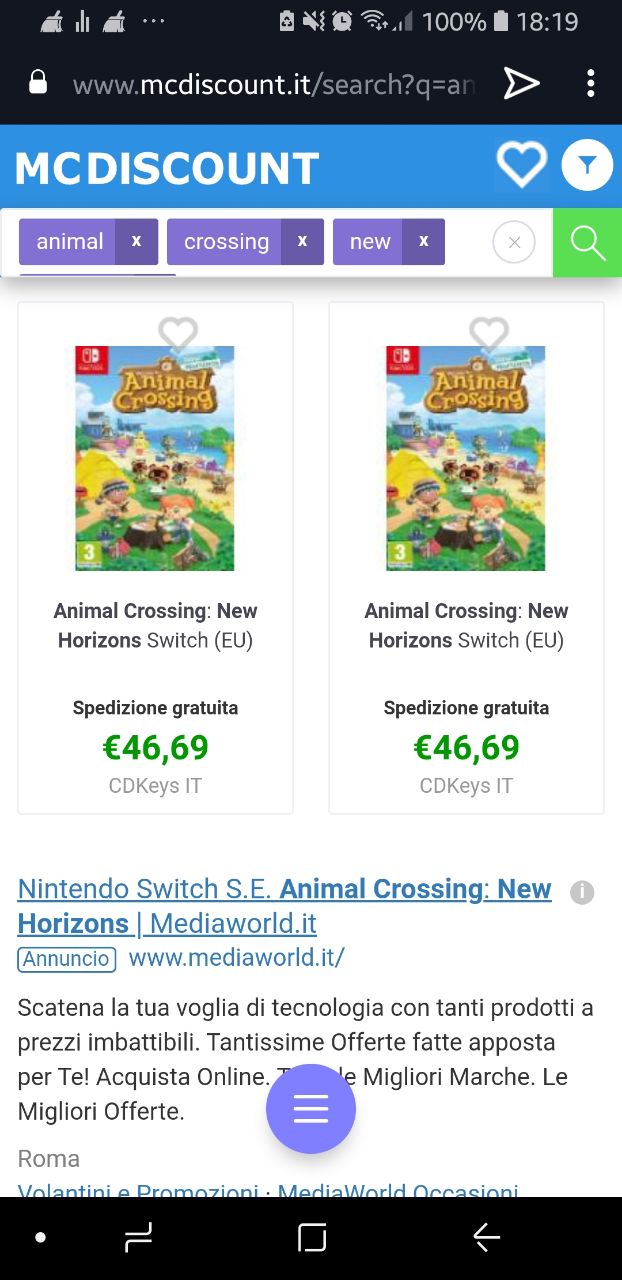 100% 18:19
www.mcdiscount.it/search?q=an
MCDISCOUNT
animal x crossing x new x
Animal Crossing
3
Animal Crossing: New
Horizons Switch (EU)
Spedizione gratuita
€46,69
CDKeys IT
Animal Crossing
3
Animal Crossing: New
Horizons Switch (EU)
Spedizione gratuita
€46,69
CDKeys IT
Nintendo Switch S.E. Animal Crossing: New
Horizons | Mediaworld.it
Annuncio www.mediaworld.it/
Scatena la tua voglia di tecnologia con tanti prodotti a
prezzi imbattibili. Tantissime Offerte fatte apposta
per Te! Acquista Online. le Migliori Marche. Le
Migliori Offerte.
Roma
Volantini e Promozioni · MediaWorld Occasioni